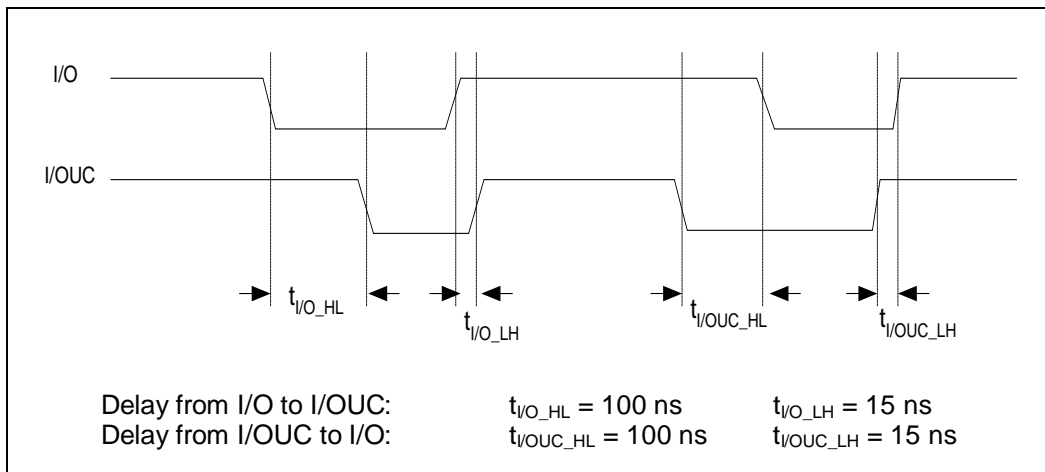 I/O
I/OUC
tI/O_HL
tI/O_LH
tI/OUC_HL
tI/OUC_LH
Delay from I/O to I/OUC: tI/O_HL = 100 ns tI/O_LH = 15 ns
Delay from I/OUC to I/O: tI/OUC_HL = 100 ns tI/OUC_LH = 15 ns